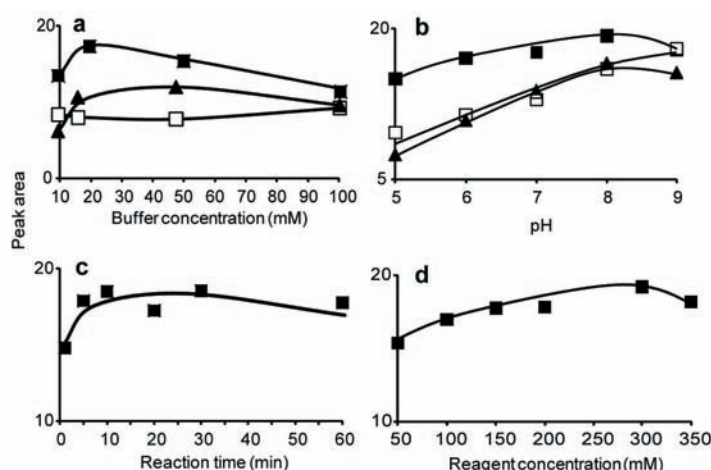 a
20
0
10 20 30 40 50 60 70 80 90 100
Buffer concentration (mM)
b
20
5
5 6 7 8 9
pH
Peak area
c
20
10
0 10 20 30 40 50 60
Reaction time (min)
d
20
10
50 100 150 200 250 300 350
Reagent concentration (mM)